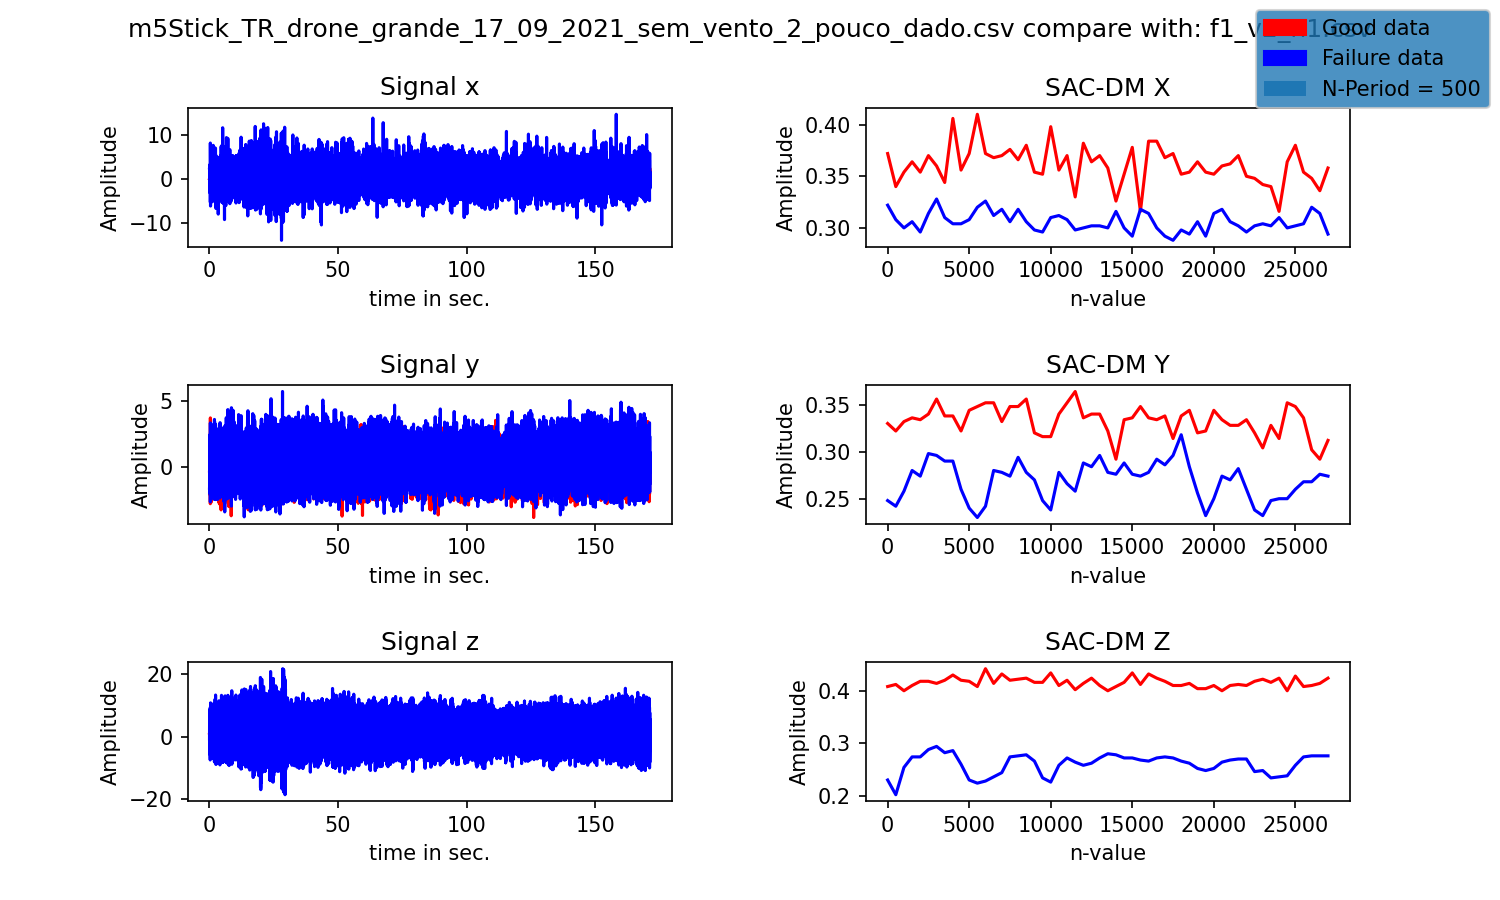 m5Stick_TR_drone_grande_17_09_2021_sem_vento_2_pouco_dado.csv compare with:
Good data
Failure data
N-Period = 500
Signal x
Amplitude
10
0
−10
0 50 100 150
time in sec.
SAC-DM X
Amplitude
0.40
0.35
0.30
0 5000 10000 15000 20000 25000
n-value
Signal y
Amplitude
5
0
0 50 100 150
time in sec.
SAC-DM Y
Amplitude
0.35
0.30
0.25
0 5000 10000 15000 20000 25000
n-value
Signal z
Amplitude
20
0
−20
0 50 100 150
time in sec.
SAC-DM Z
Amplitude
0.4
0.3
0.2
0 5000 10000 15000 20000 25000
n-value